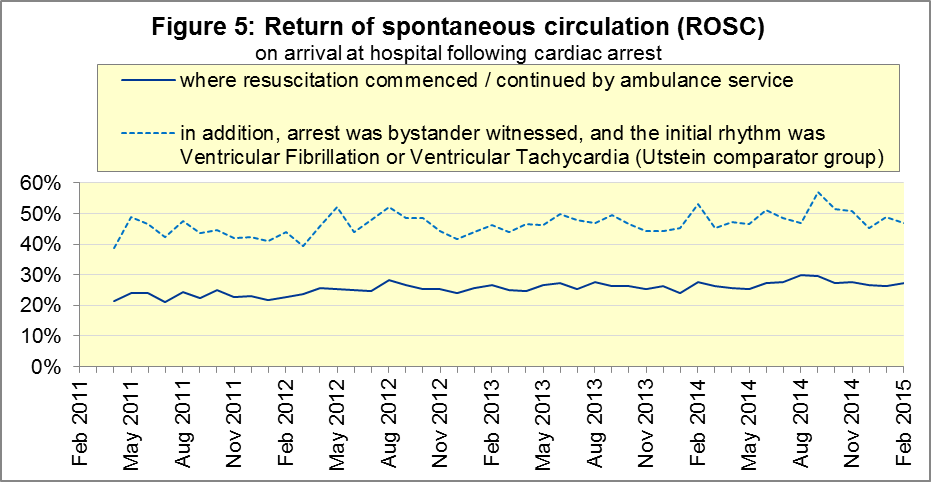 Figure 5: Return of spontaneous circulation (ROSC)
on arrival at hospital following cardiac arrest
where resuscitation commenced / continued by ambulance service
in addition, arrest was bystander witnessed, and the initial rhythm was
Ventricular Fibrillation or Ventricular Tachycardia (Utstein comparator group)
60%
50%
40%
30%
20%
10%
0%
Feb 2011
May 2011
Aug 2011
Nov 2011
Feb 2012
May 2012
Aug 2012
Nov 2012
Feb 2013
May 2013
Aug 2013
Nov 2013
Feb 2014
May 2014
Aug 2014
Nov 2014
Feb 2015